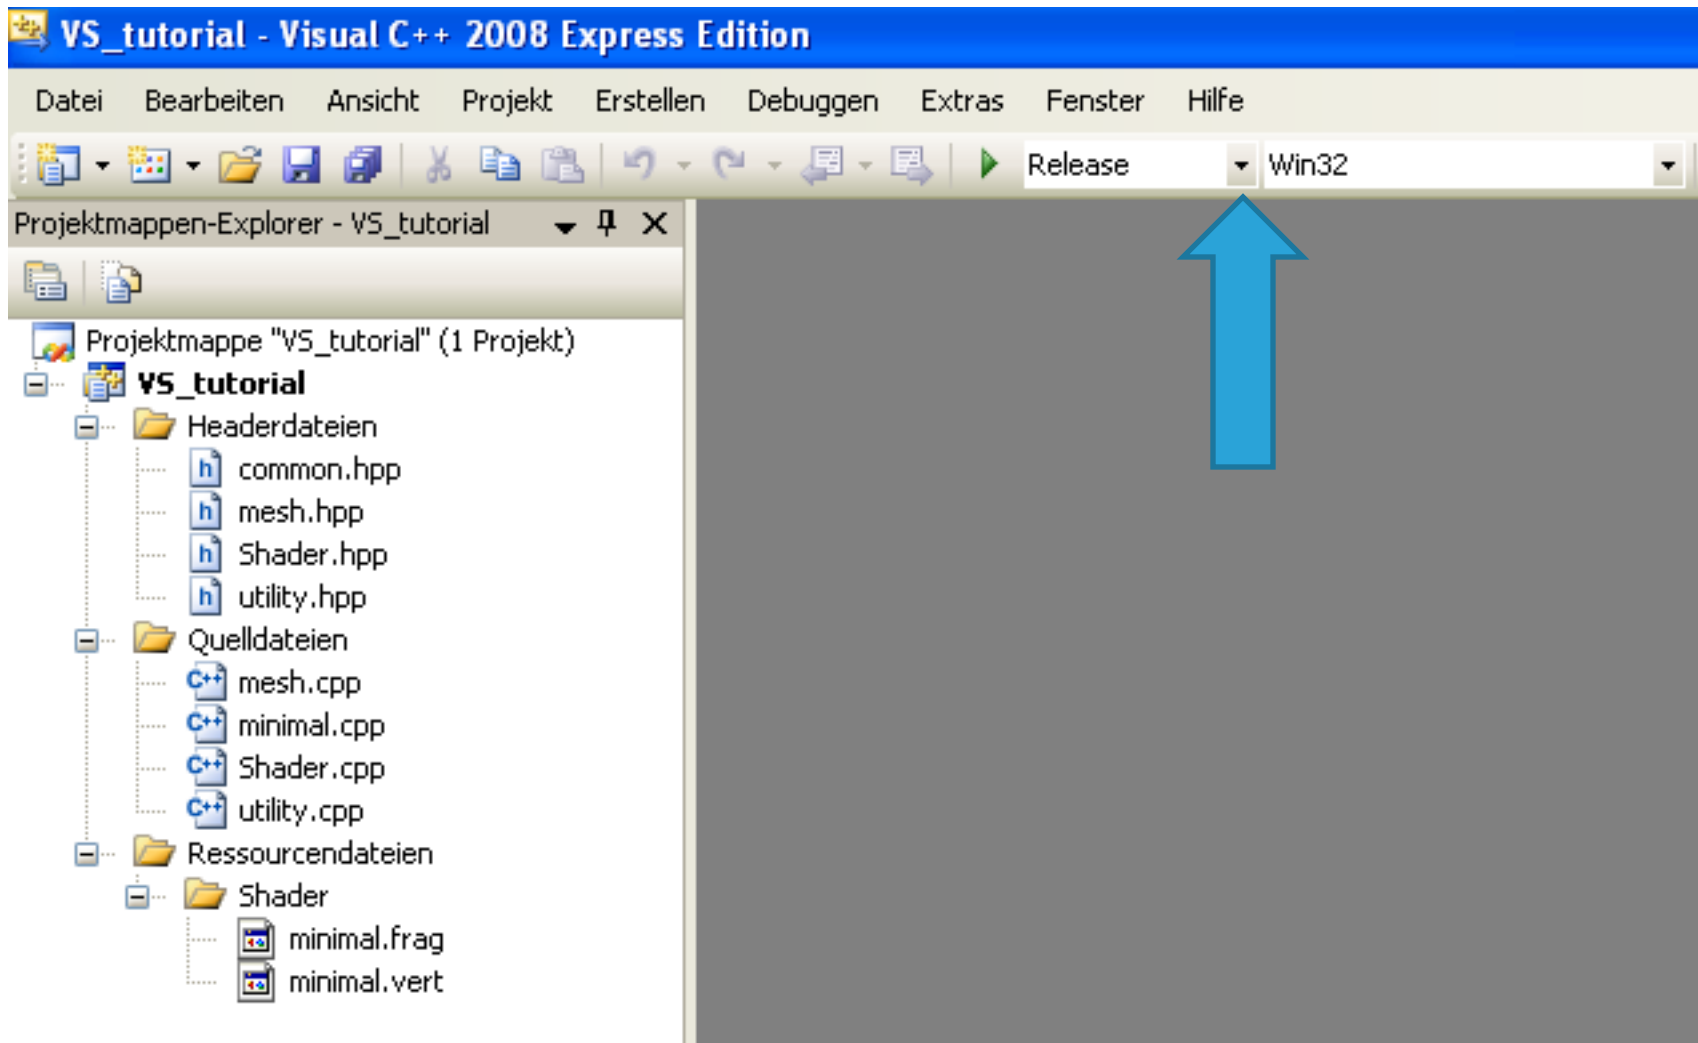 VS_tutorial - Visual C++ 2008 Express Edition
Datei Bearbeiten Ansicht Projekt Erstellen Debuggen Extras Fenster Hilfe
Release Win32
Projektmappen-Explorer - VS_tutorial
Projektmappe "VS_tutorial" (1 Projekt)
VS_tutorial
Headerdateien
common.hpp
mesh.hpp
Shader.hpp
utility.hpp
Quelldateien
mesh.cpp
minimal.cpp
Shader.cpp
utility.cpp
Ressourcendateien
Shader
minimal.frag
minimal.vert